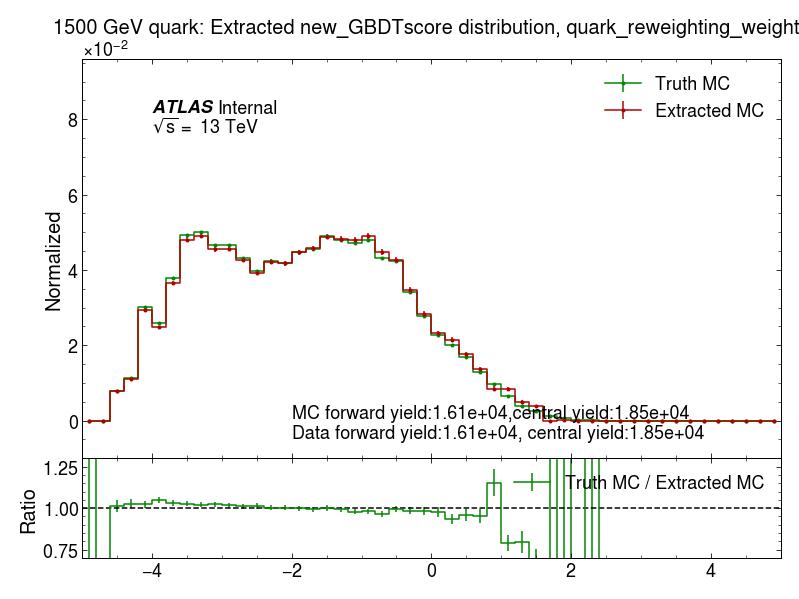 1500 GeV quark: Extracted new_GBDTscore distribution, quark_reweighting_weight
×10⁻²
ATLAS Internal
√s = 13 TeV
Truth MC
Extracted MC
8
6
4
2
0
Normalized
MC forward yield:1.61e+04,central yield:1.85e+04
Data forward yield:1.61e+04, central yield:1.85e+04
1.25
1.00
0.75
Ratio
Truth MC / Extracted MC
−4 −2 0 2 4